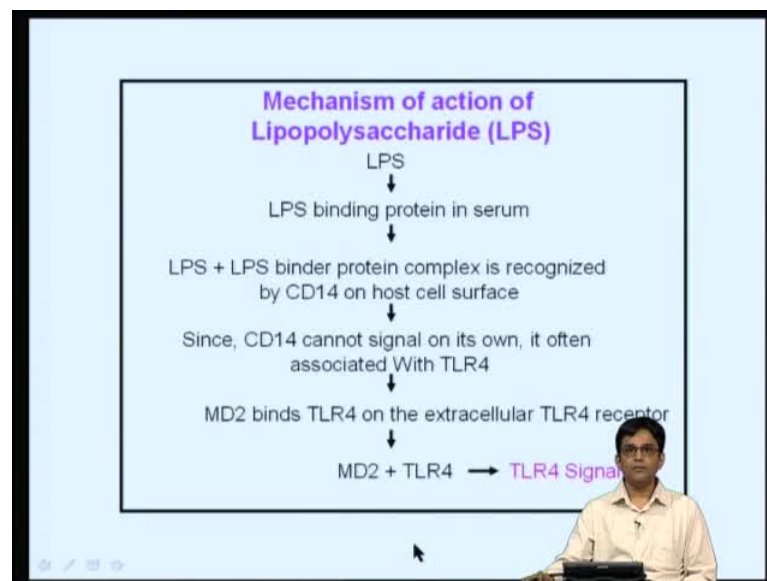 Mechanism of action of
Lipopolysaccharide (LPS)
LPS
LPS binding protein in serum
LPS + LPS binder protein complex is recognized
by CD14 on host cell surface
Since, CD14 cannot signal on its own, it often
associated With TLR4
MD2 binds TLR4 on the extracellular TLR4 receptor
MD2 + TLR4 → TLR4 Signal